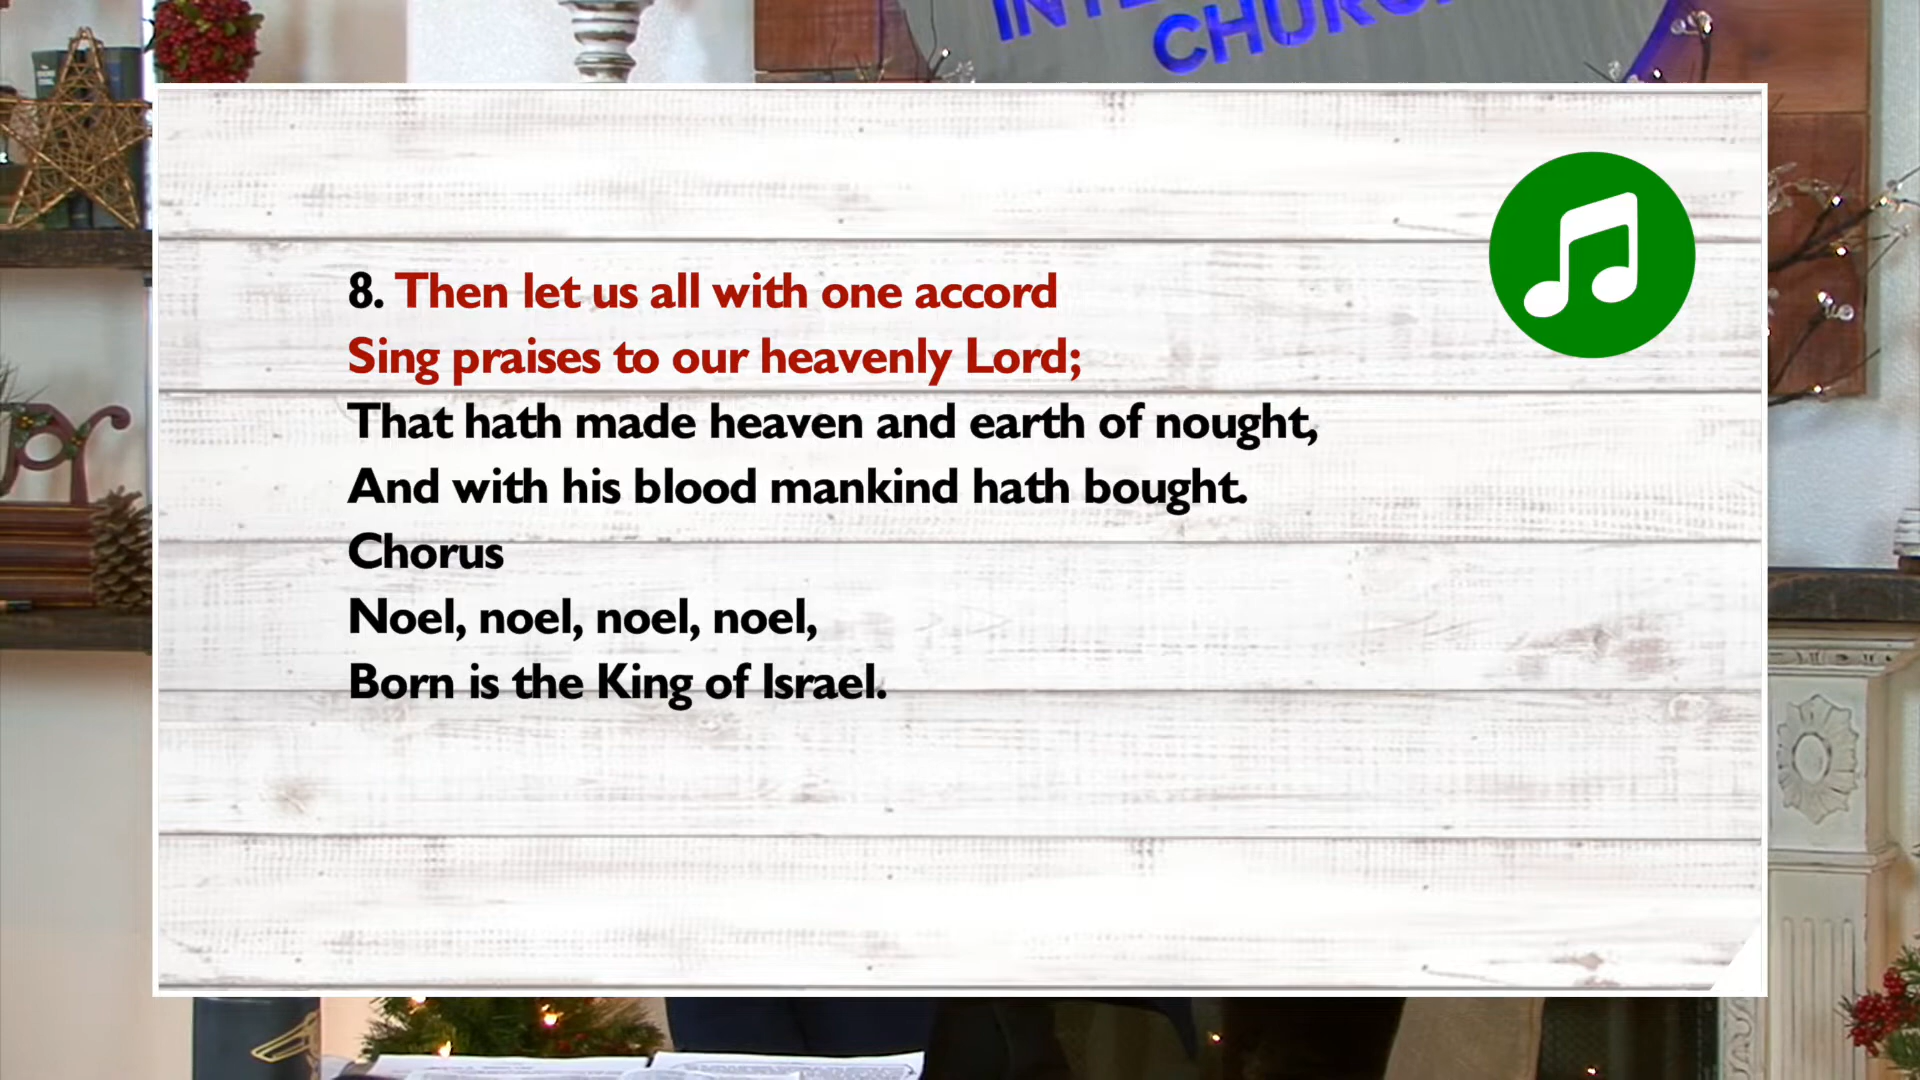 CHURCH
8. Then let us all with one accord
Sing praises to our heavenly Lord;
That hath made heaven and earth of nought,
And with his blood mankind hath bought.
Chorus
Noel, noel, noel, noel,
Born is the King of Israel.